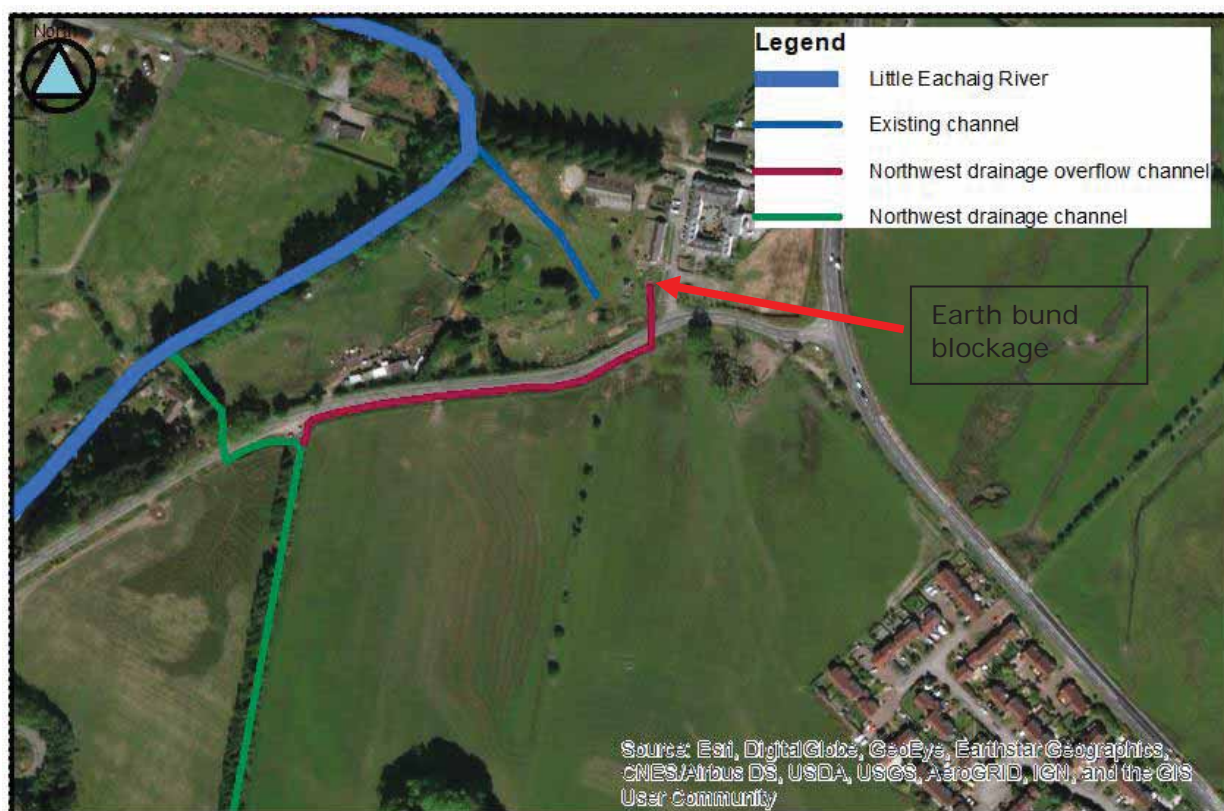 North
Legend
Little Eachaig River
Existing channel
Northwest drainage overflow channel
Northwest drainage channel
Earth bund
blockage
Source: Esri, DigitalGlobe, GeoEye, Earthstar Geographics,
CNES/Airbus DS, USDA, USGS, AeroGRID, IGN, and the GIS
User Community